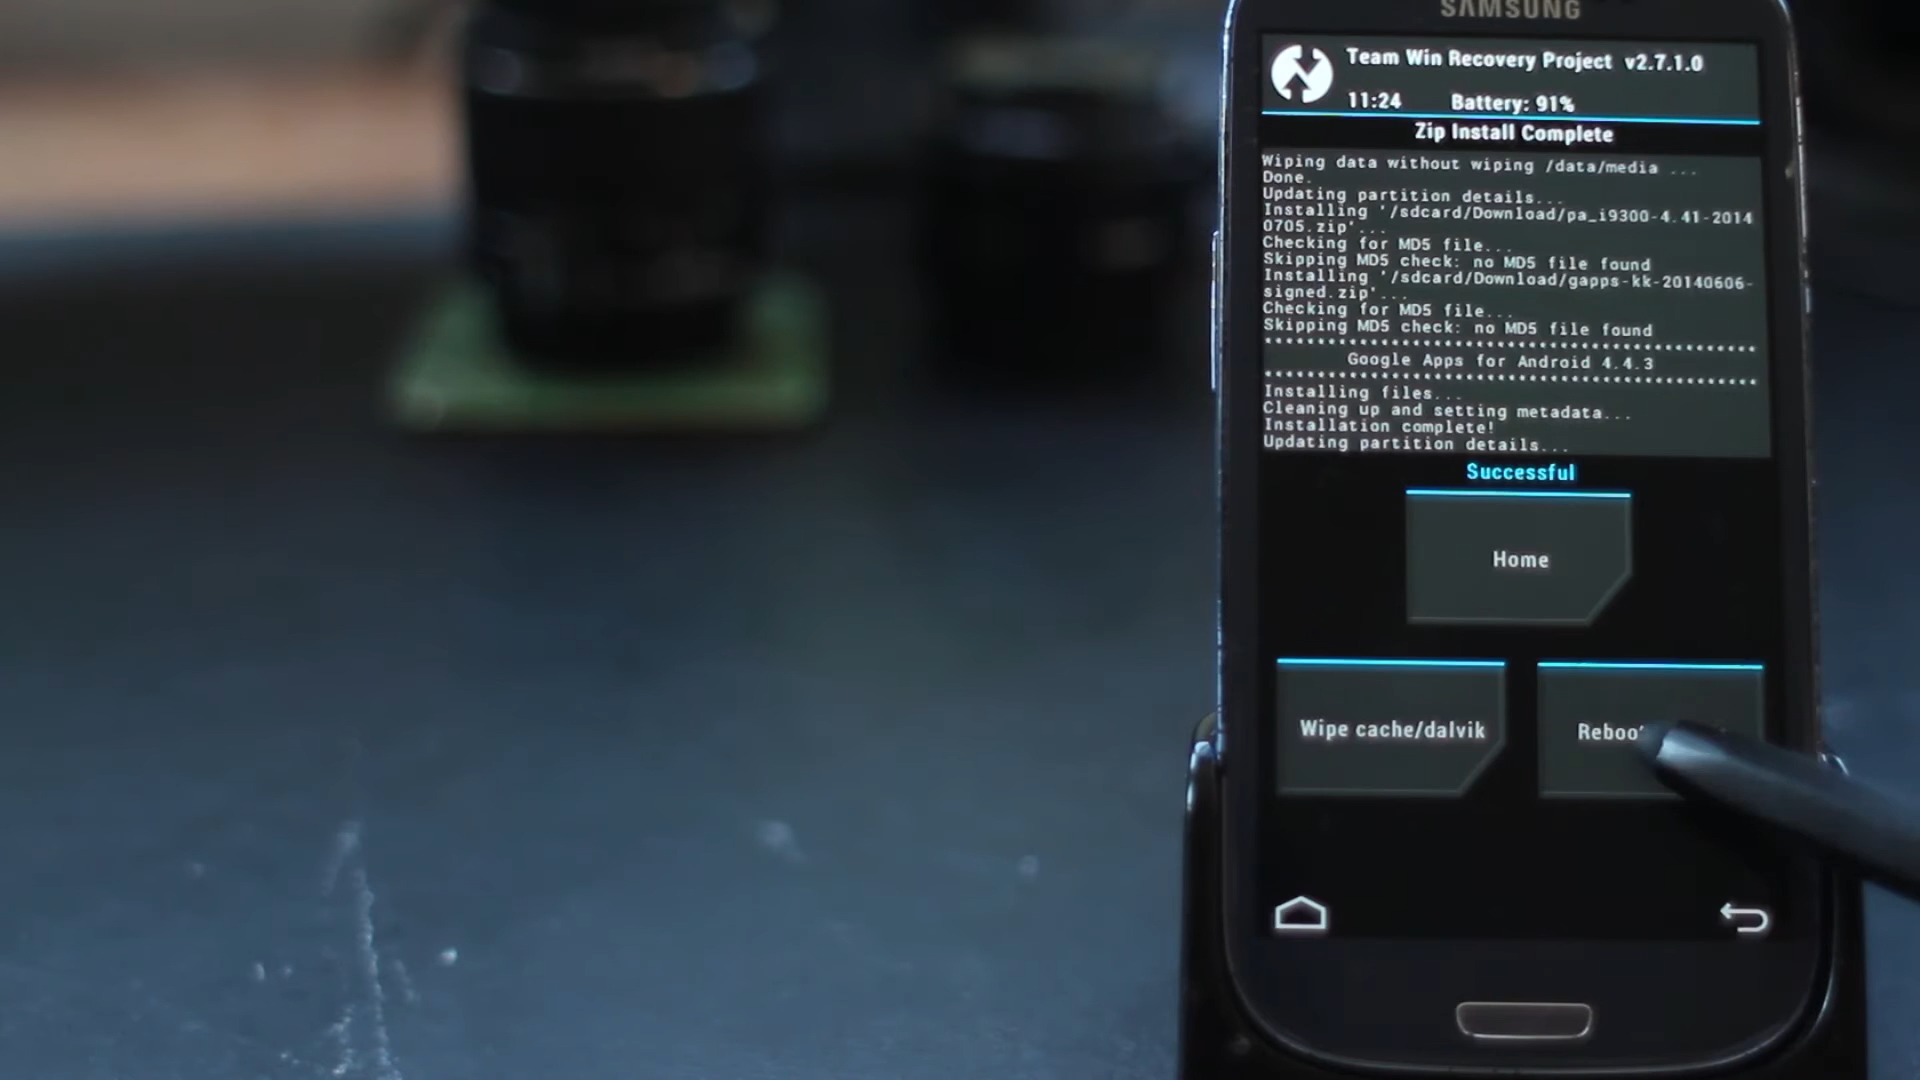 SAMSUNG
Team Win Recovery Project v2.7.1.0
11:24 Battery: 91%
Zip Install Complete
Wiping data without wiping /data/media ...
Done.
Updating partition details...
Installing '/sdcard/Download/pa_i9300-4.41-2014
0705.zip'...
Checking for MD5 file...
Skipping MD5 check: no MD5 file found
Installing '/sdcard/Download/gapps-kk-20140606-
signed.zip'...
Checking for MD5 file...
Skipping MD5 check: no MD5 file found
Google Apps for Android 4.4.3
Installing files...
Cleaning up and setting metadata...
Installation complete!
Updating partition details...
Successful
Home
Wipe cache/dalvik